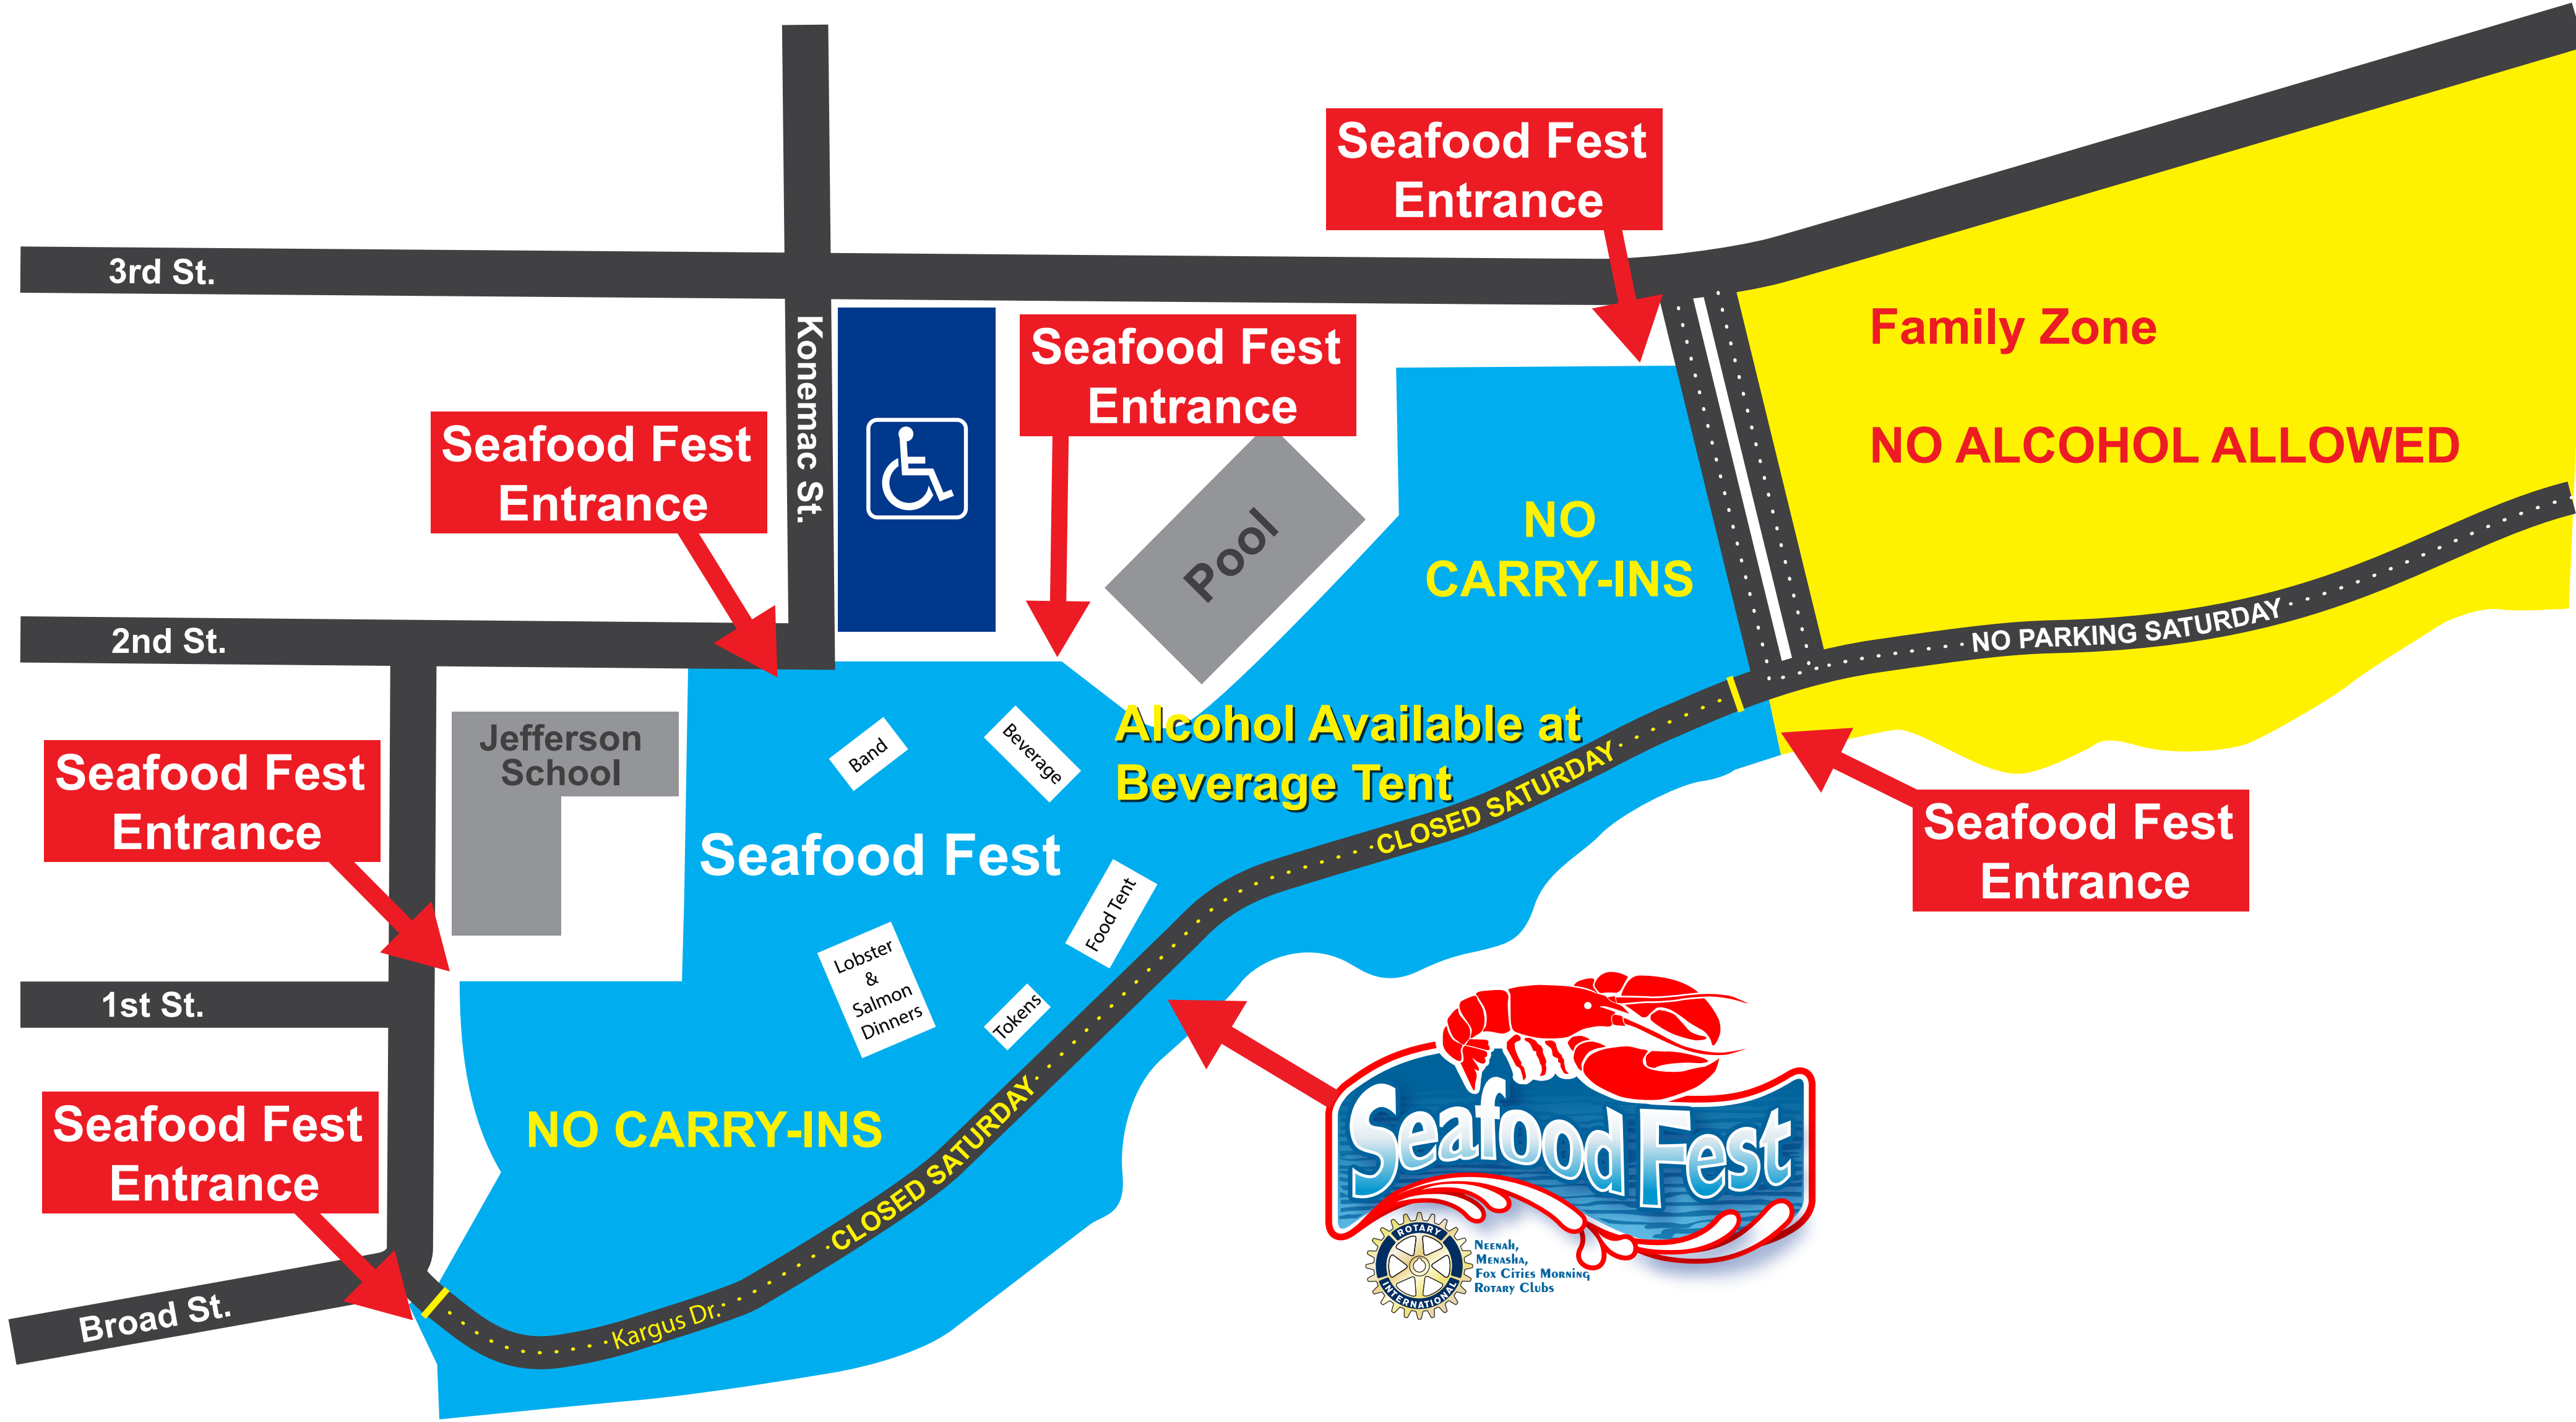 Seafood Fest
Entrance
3rd St.
Konemac St.
Seafood Fest
Entrance
Family Zone
NO ALCOHOL ALLOWED
Seafood Fest
Entrance
Pool
NO
CARRY-INS
2nd St.
NO PARKING SATURDAY
Jefferson
School
Band
Beverage
Alcohol Available at
Beverage Tent
CLOSED SATURDAY
Seafood Fest
Entrance
Seafood Fest
Seafood Fest
Entrance
Food Tent
Lobster
&
Salmon
Dinners
Tokens
1st St.
Seafood Fest
Entrance
NO CARRY-INS
CLOSED SATURDAY
Seafood Fest
ROTARY
INTERNATIONAL
Neenah,
Menasha,
Fox Cities Morning
Rotary Clubs
Broad St.
Kargus Dr.